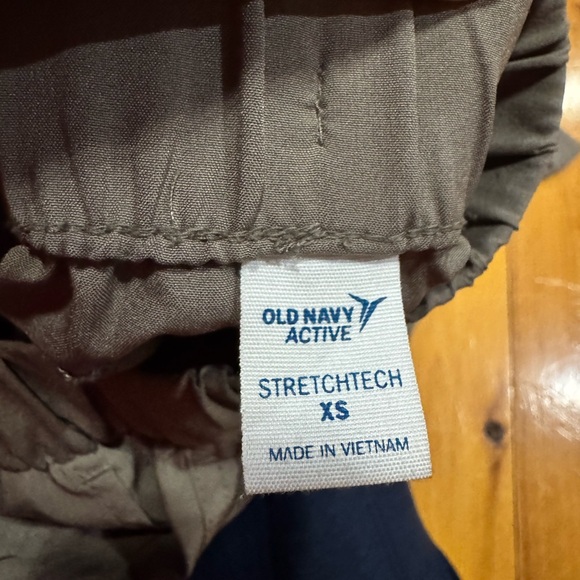 OLD NAVY
ACTIVE
STRETCHTECH
XS
MADE IN VIETNAM